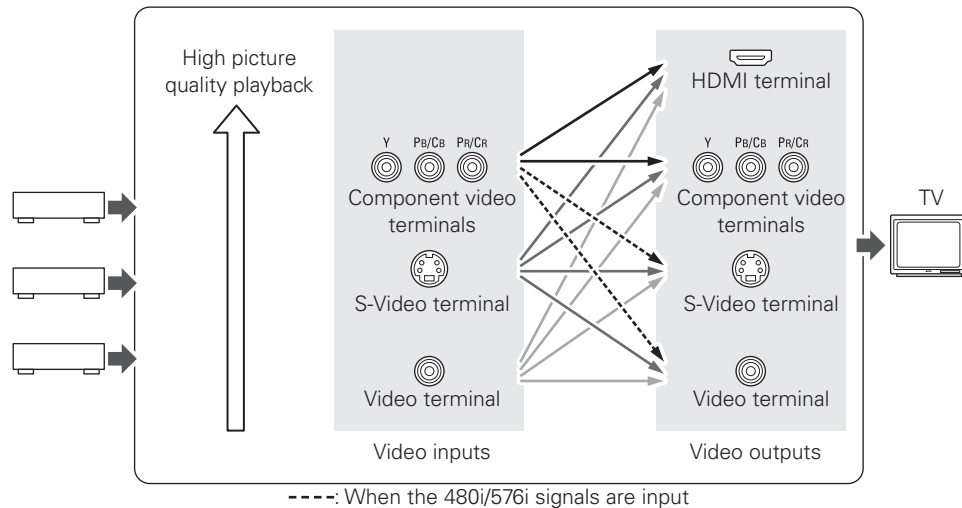 High picture
quality playback
Y PB/CB PR/CR
Component video
terminals
S-Video terminal
Video terminal
Video inputs
HDMI terminal
Y PB/CB PR/CR
Component video
terminals
S-Video terminal
Video terminal
Video outputs
TV
: When the 480i/576i signals are input